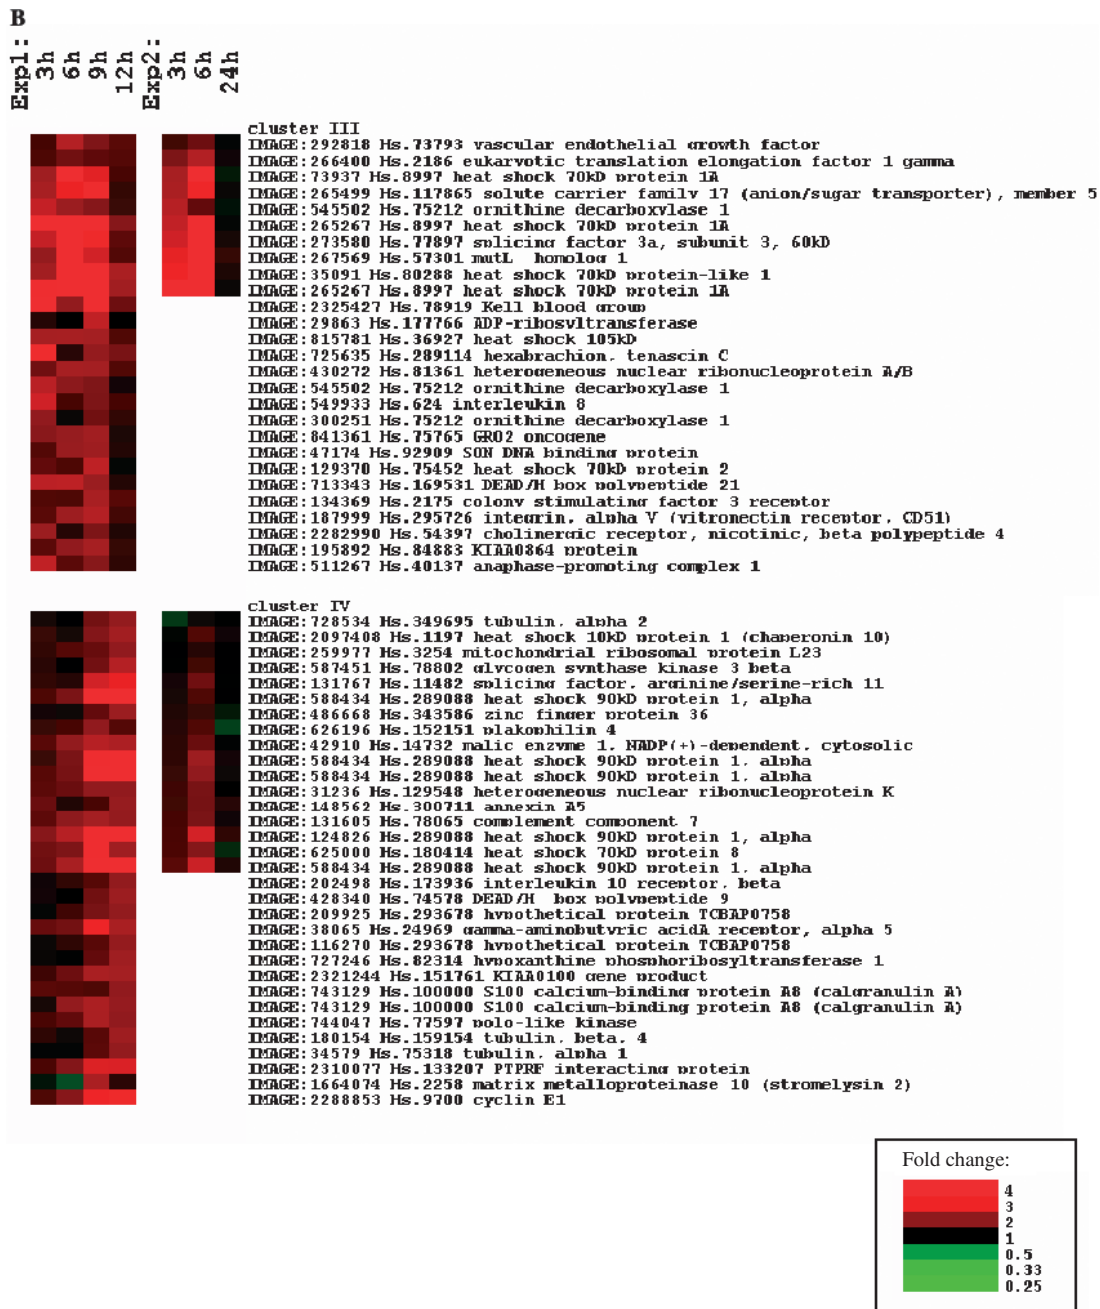 B
Exp1:
3h
6h
9h
12h
Exp2:
3h
6h
24h
cluster III
IMAGE:292818 Hs.73793 vascular endothelial growth factor
IMAGE:266400 Hs.2186 eukaryotic translation elongation factor 1 gamma
IMAGE:73937 Hs.8997 heat shock 70kD protein 1A
IMAGE:265499 Hs.117865 solute carrier family 17 (anion/sugar transporter), member 5
IMAGE:545502 Hs.75212 ornithine decarboxylase 1
IMAGE:265267 Hs.8997 heat shock 70kD protein 1A
IMAGE:273580 Hs.77897 splicing factor 3a, subunit 3, 60kD
IMAGE:267569 Hs.57301 mutL homolog 1
IMAGE:35091 Hs.80288 heat shock 70kD protein-like 1
IMAGE:265267 Hs.8997 heat shock 70kD protein 1A
IMAGE:2325427 Hs.78919 Kell blood group
IMAGE:29863 Hs.177766 ADP-ribosyltransferase
IMAGE:815781 Hs.36927 heat shock 105kD
IMAGE:725635 Hs.289114 hexabrachion, tenascin C
IMAGE:430272 Hs.81361 heterogeneous nuclear ribonucleoprotein A/B
IMAGE:545502 Hs.75212 ornithine decarboxylase 1
IMAGE:549933 Hs.624 interleukin 8
IMAGE:300251 Hs.75212 ornithine decarboxylase 1
IMAGE:841361 Hs.75765 GRO2 oncogene
IMAGE:47174 Hs.92909 SON DNA binding protein
IMAGE:129370 Hs.75452 heat shock 70kD protein 2
IMAGE:713343 Hs.169531 DEAD/H box polypeptide 21
IMAGE:134369 Hs.2175 colony stimulating factor 3 receptor
IMAGE:187999 Hs.295726 integrin, alpha V (vitronectin receptor, CD51)
IMAGE:2282990 Hs.54397 cholinergic receptor, nicotinic, beta polypeptide 4
IMAGE:195892 Hs.84883 KIAA0864 protein
IMAGE:511267 Hs.40137 anaphase-promoting complex 1
cluster IV
IMAGE:728534 Hs.349695 tubulin, alpha 2
IMAGE:2097408 Hs.1197 heat shock 10kD protein 1 (chaperonin 10)
IMAGE:259977 Hs.3254 mitochondrial ribosomal protein L23
IMAGE:587451 Hs.78802 glycogen synthase kinase 3 beta
IMAGE:131767 Hs.11482 splicing factor, arginine/serine-rich 11
IMAGE:588434 Hs.289088 heat shock 90kD protein 1, alpha
IMAGE:486668 Hs.343586 zinc finger protein 36
IMAGE:626196 Hs.152151 plakophilin 4
IMAGE:42910 Hs.14732 malic enzyme 1, NADP(+)-dependent, cytosolic
IMAGE:588434 Hs.289088 heat shock 90kD protein 1, alpha
IMAGE:588434 Hs.289088 heat shock 90kD protein 1, alpha
IMAGE:31236 Hs.129548 heterogeneous nuclear ribonucleoprotein K
IMAGE:148562 Hs.300711 annexin A5
IMAGE:131605 Hs.78065 complement component 7
IMAGE:124826 Hs.289088 heat shock 90kD protein 1, alpha
IMAGE:625000 Hs.180414 heat shock 70kD protein 8
IMAGE:588434 Hs.289088 heat shock 90kD protein 1, alpha
IMAGE:202498 Hs.173936 interleukin 10 receptor, beta
IMAGE:428340 Hs.74578 DEAD/H box polypeptide 9
IMAGE:209925 Hs.293678 hypothetical protein TCBAP0758
IMAGE:38065 Hs.24969 gamma-aminobutyric acidA receptor, alpha 5
IMAGE:116270 Hs.293678 hypothetical protein TCBAP0758
IMAGE:727246 Hs.82314 hypoxanthine phosphoribosyltransferase 1
IMAGE:2321244 Hs.151761 KIAA0100 gene product
IMAGE:743129 Hs.100000 S100 calcium-binding protein A8 (calgranulin A)
IMAGE:743129 Hs.100000 S100 calcium-binding protein A8 (calgranulin A)
IMAGE:744047 Hs.77597 polo-like kinase
IMAGE:180154 Hs.159154 tubulin, beta, 4
IMAGE:34579 Hs.75318 tubulin, alpha 1
IMAGE:2310077 Hs.133207 PTPRF interacting protein
IMAGE:1664074 Hs.2258 matrix metalloproteinase 10 (stromelysin 2)
IMAGE:2288853 Hs.9700 cyclin E1
Fold change:
4
3
2
1
0.5
0.33
0.25